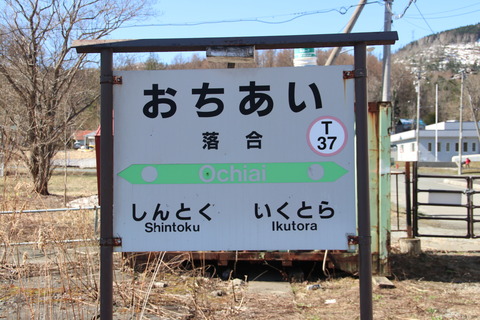 おちあい
落合
T
37
Ochiai
しんとく いくとら
Shintoku Ikutora